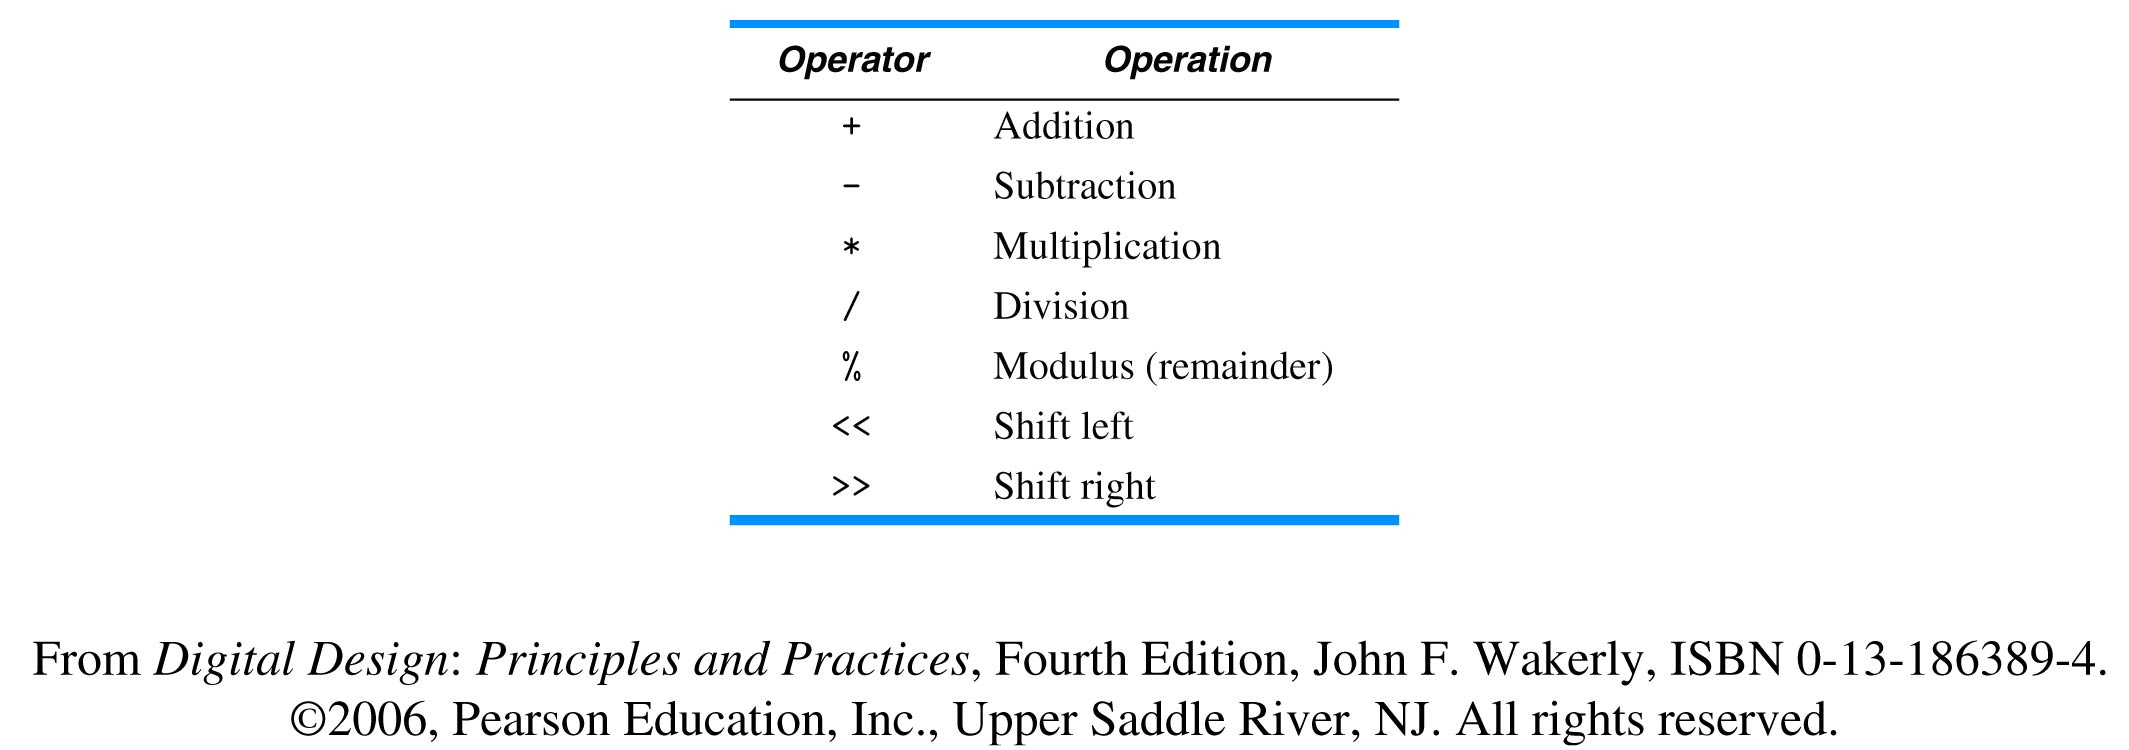 Operator Operation
+ Addition
– Subtraction
* Multiplication
/ Division
% Modulus (remainder)
<< Shift left
>> Shift right
From Digital Design: Principles and Practices, Fourth Edition, John F. Wakerly, ISBN 0-13-186389-4.
©2006, Pearson Education, Inc., Upper Saddle River, NJ. All rights reserved.